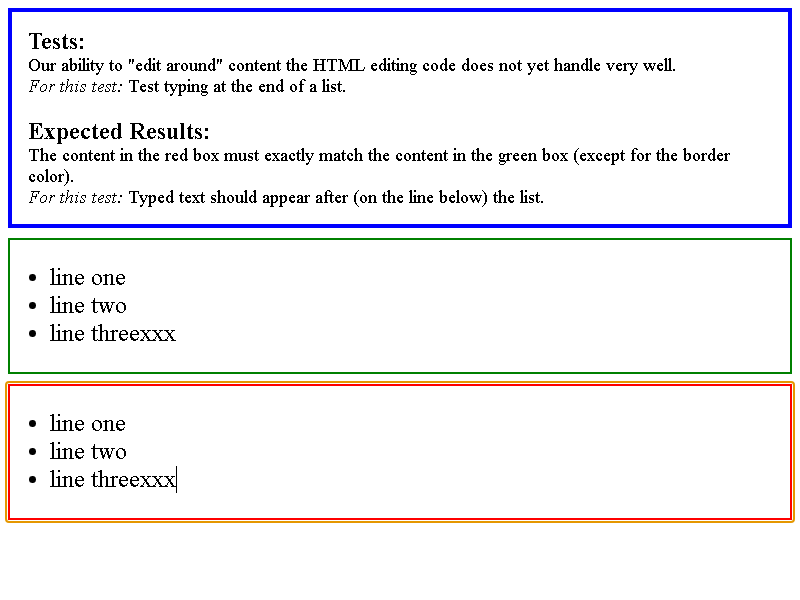 Tests:
Our ability to "edit around" content the HTML editing code does not yet handle very well.
For this test: Test typing at the end of a list.
Expected Results:
The content in the red box must exactly match the content in the green box (except for the border
color).
For this test: Typed text should appear after (on the line below) the list.
• line one
• line two
• line threexxx
• line one
• line two
• line threexxx